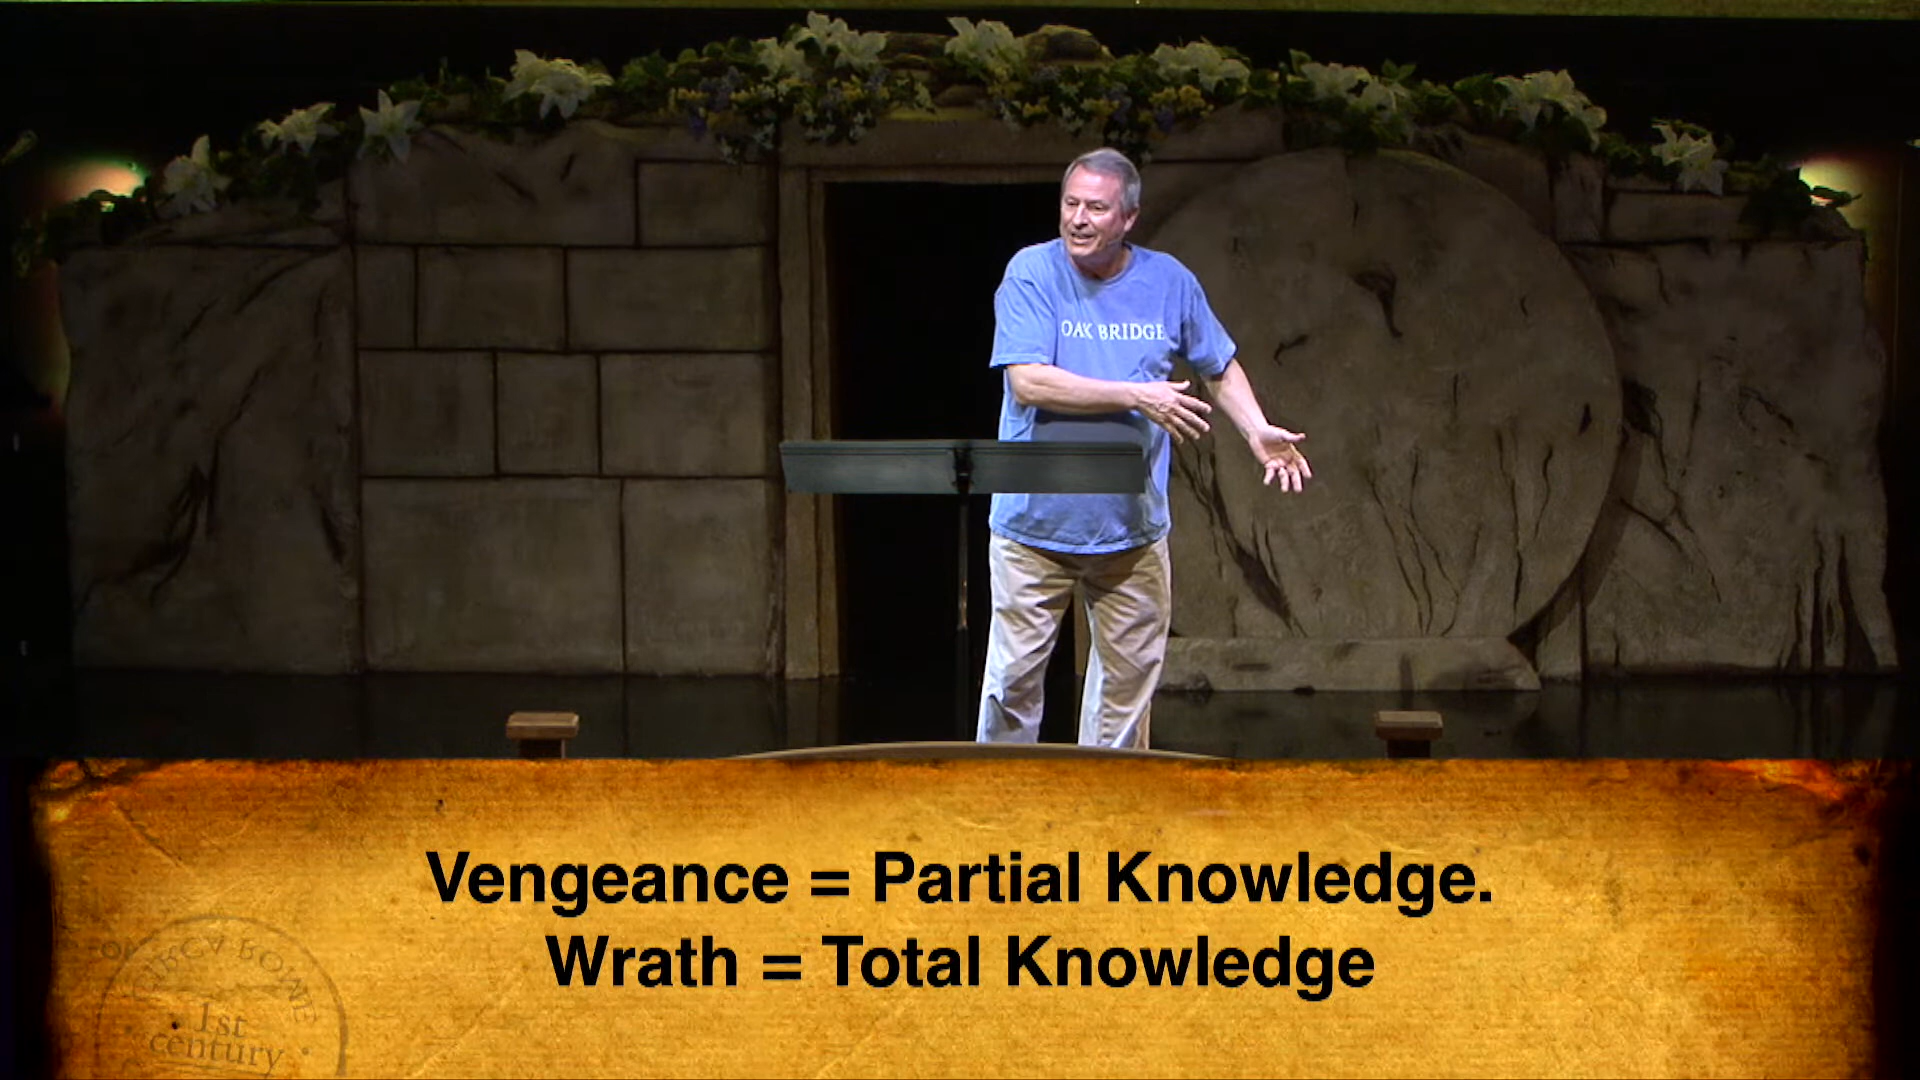 OAK BRIDGE
Vengeance = Partial Knowledge.
Wrath = Total Knowledge
1st
century